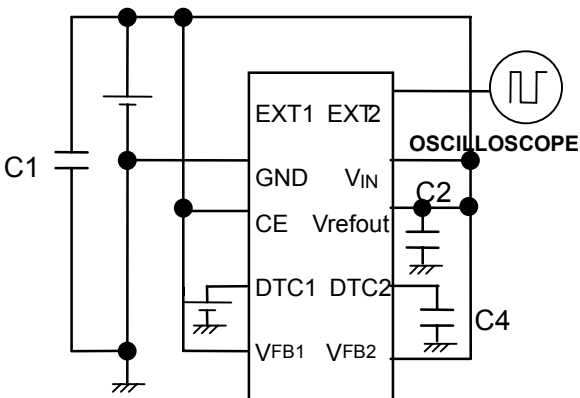 EXT1 EXT2
OSCILLOSCOPE
C1
GND VIN
C2
CE Vrefout
DTC1 DTC2
C4
VFB1 VFB2